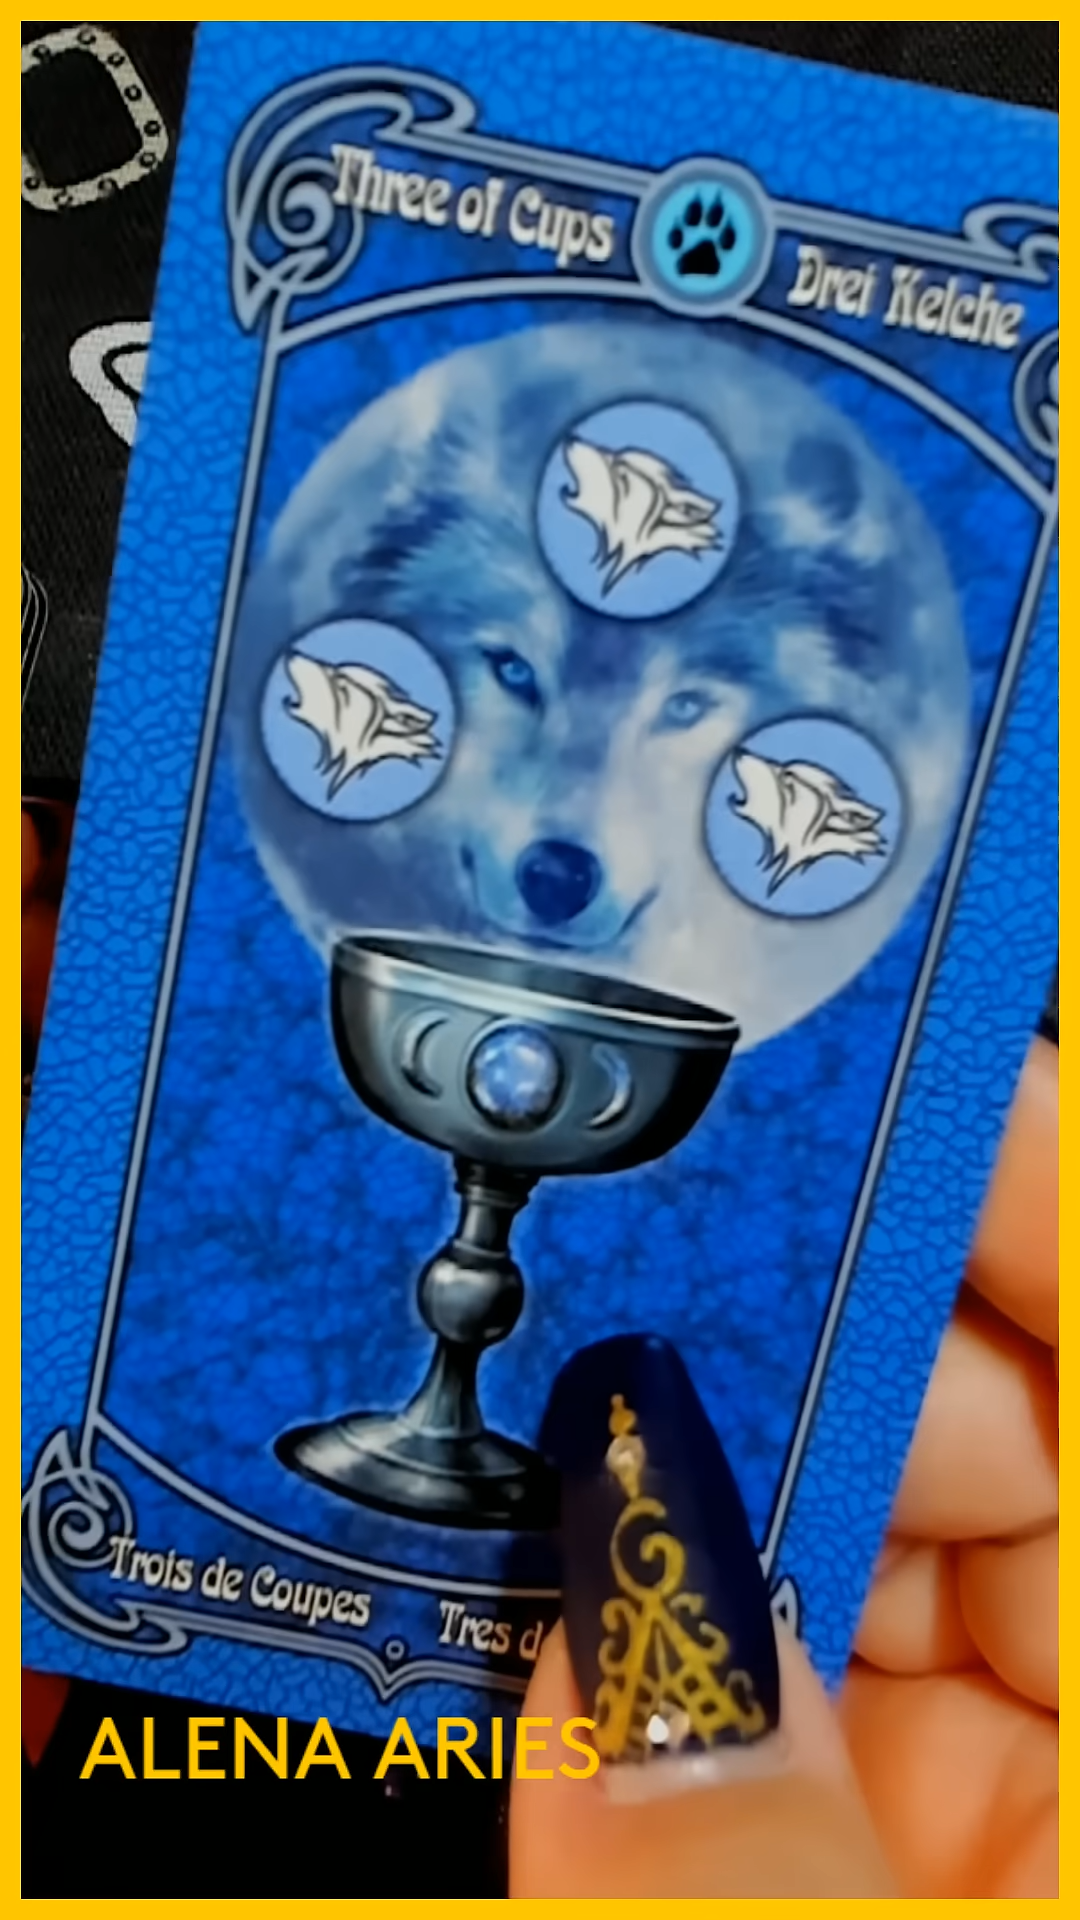 Three of Cups
Drei Kelche
Trois de Coupes
Tres d
ALENA ARIES